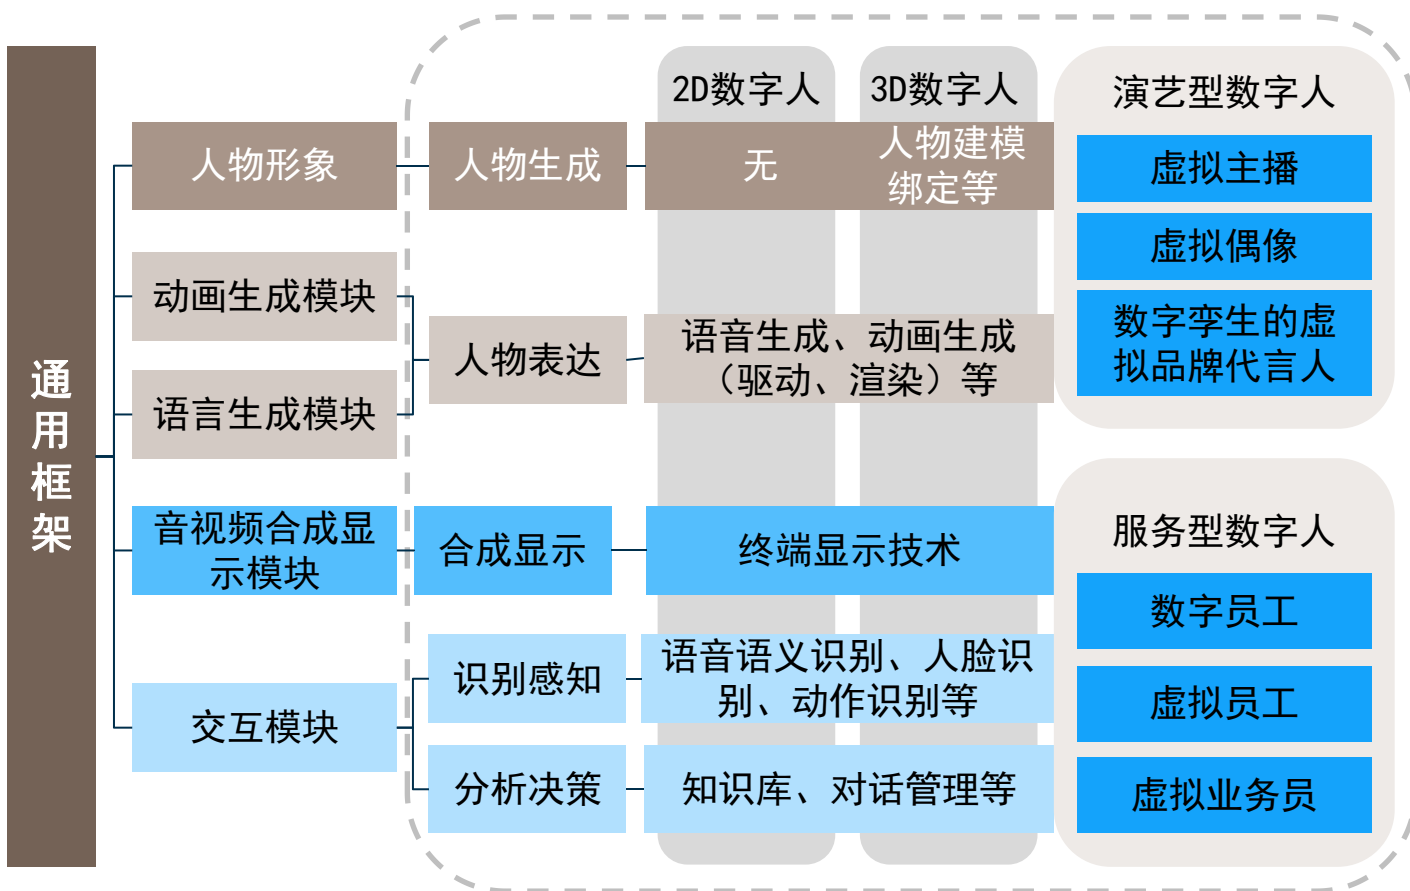 通
用
框
架
人物形象
动画生成模块
语言生成模块
音视频合成显
示模块
交互模块
人物生成
人物表达
合成显示
识别感知
分析决策
2D数字人
3D数字人
无
人物建模
绑定等
语音生成、动画生成
（驱动、渲染）等
终端显示技术
语音语义识别、人脸识
别、动作识别等
知识库、对话管理等
演艺型数字人
虚拟主播
虚拟偶像
数字孪生的虚
拟品牌代言人
服务型数字人
数字员工
虚拟员工
虚拟业务员